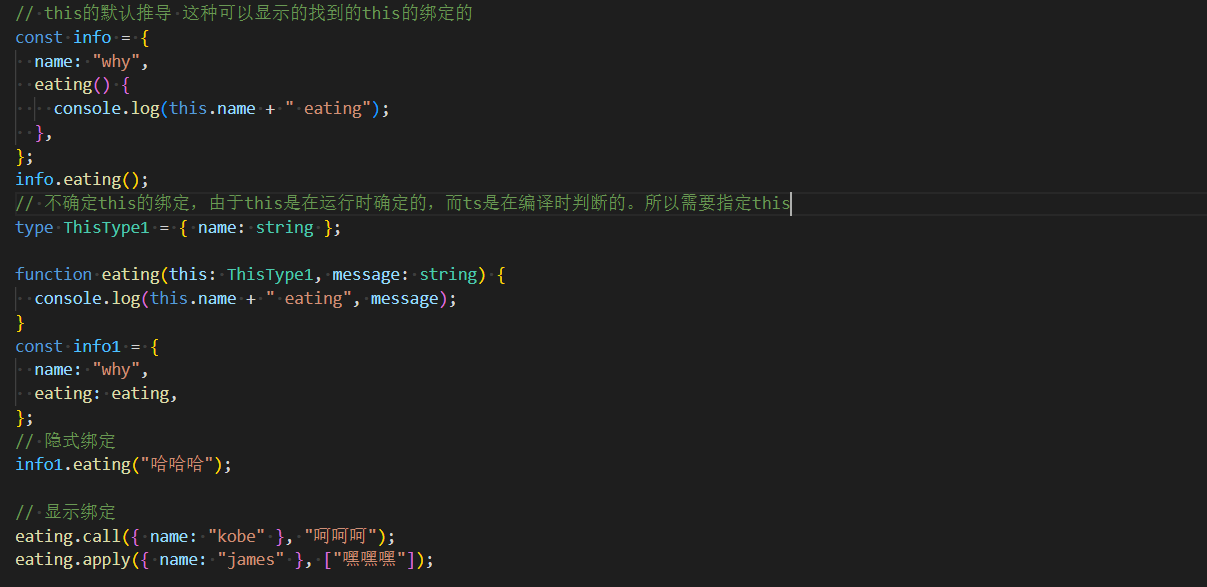 // this的默认推导 这种可以显示的找到的this的绑定的
const info = {
  name: "why",
  eating() {
    console.log(this.name + " eating");
  },
};
info.eating();
// 不确定this的绑定，由于this是在运行时确定的，而ts是在编译时判断的。所以需要指定this
type ThisType1 = { name: string };

function eating(this: ThisType1, message: string) {
  console.log(this.name + " eating", message);
}
const info1 = {
  name: "why",
  eating: eating,
};
// 隐式绑定
info1.eating("哈哈哈");

// 显示绑定
eating.call({ name: "kobe" }, "呵呵呵");
eating.apply({ name: "james" }, ["嘿嘿嘿"]);